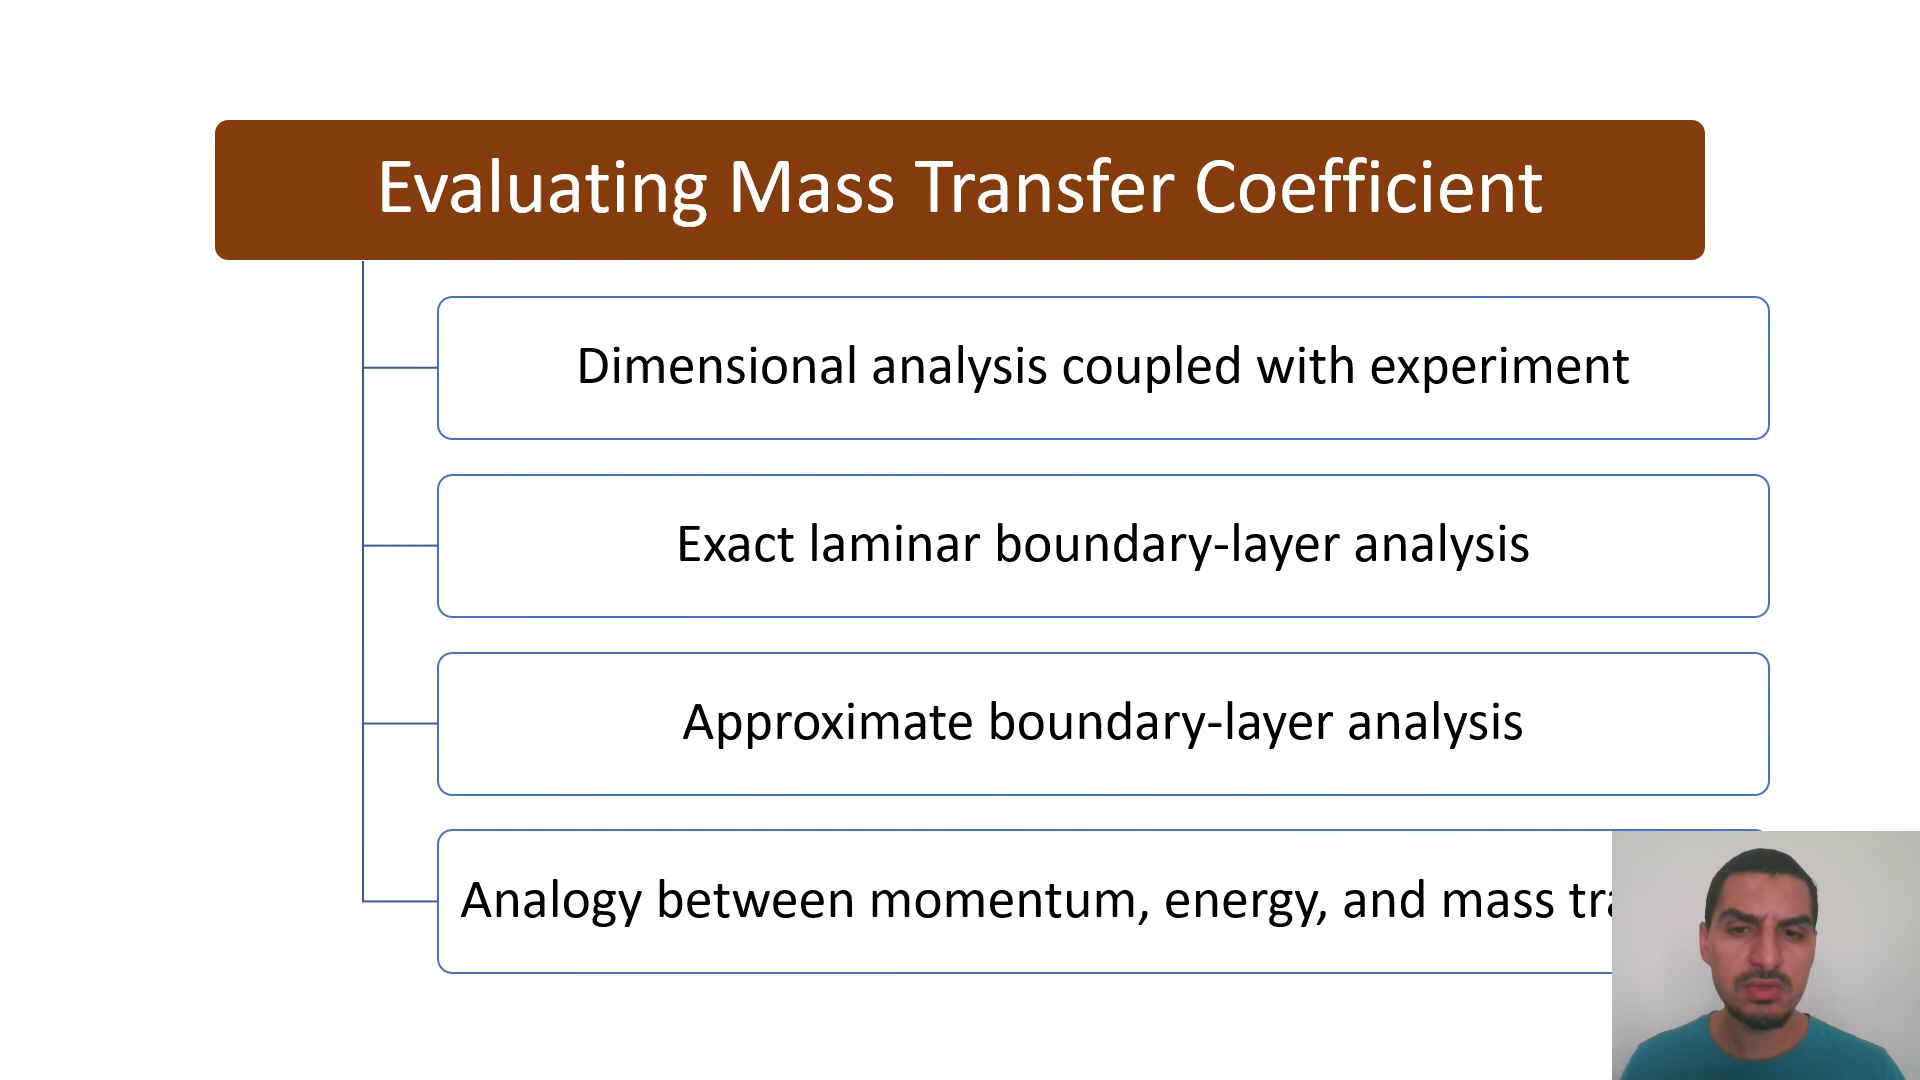 Evaluating Mass Transfer Coefficient
Dimensional analysis coupled with experiment
Exact laminar boundary-layer analysis
Approximate boundary-layer analysis
Analogy between momentum, energy, and mass